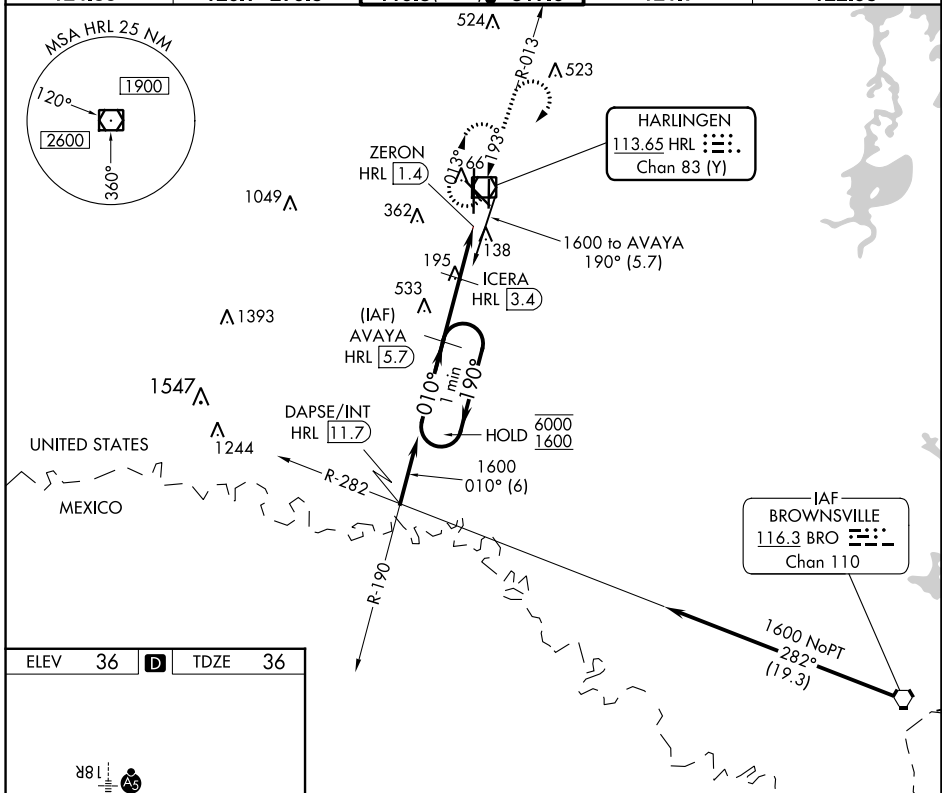 MSA HRL 25 NM
1900
120°
2600
360°
524
R-013
523
HARLINGEN
113.65 HRL
Chan 83 (Y)
ZERON
HRL 1.4
013°
193°
66
1049
362
138
1600 to AVAYA
190° (5.7)
195
ICERA
HRL 3.4
533
1393
(IAF)
AVAYA
HRL 5.7
010°
1 min
190°
1547
1244
DAPSE/INT
HRL 11.7
HOLD
6000
1600
UNITED STATES
MEXICO
R-282
1600
010° (6)
IAF
BROWNSVILLE
116.3 BRO
Chan 110
R-190
1600 NoPT
282°
(19.3)
ELEV 36 D TDZE 36
18R
A5